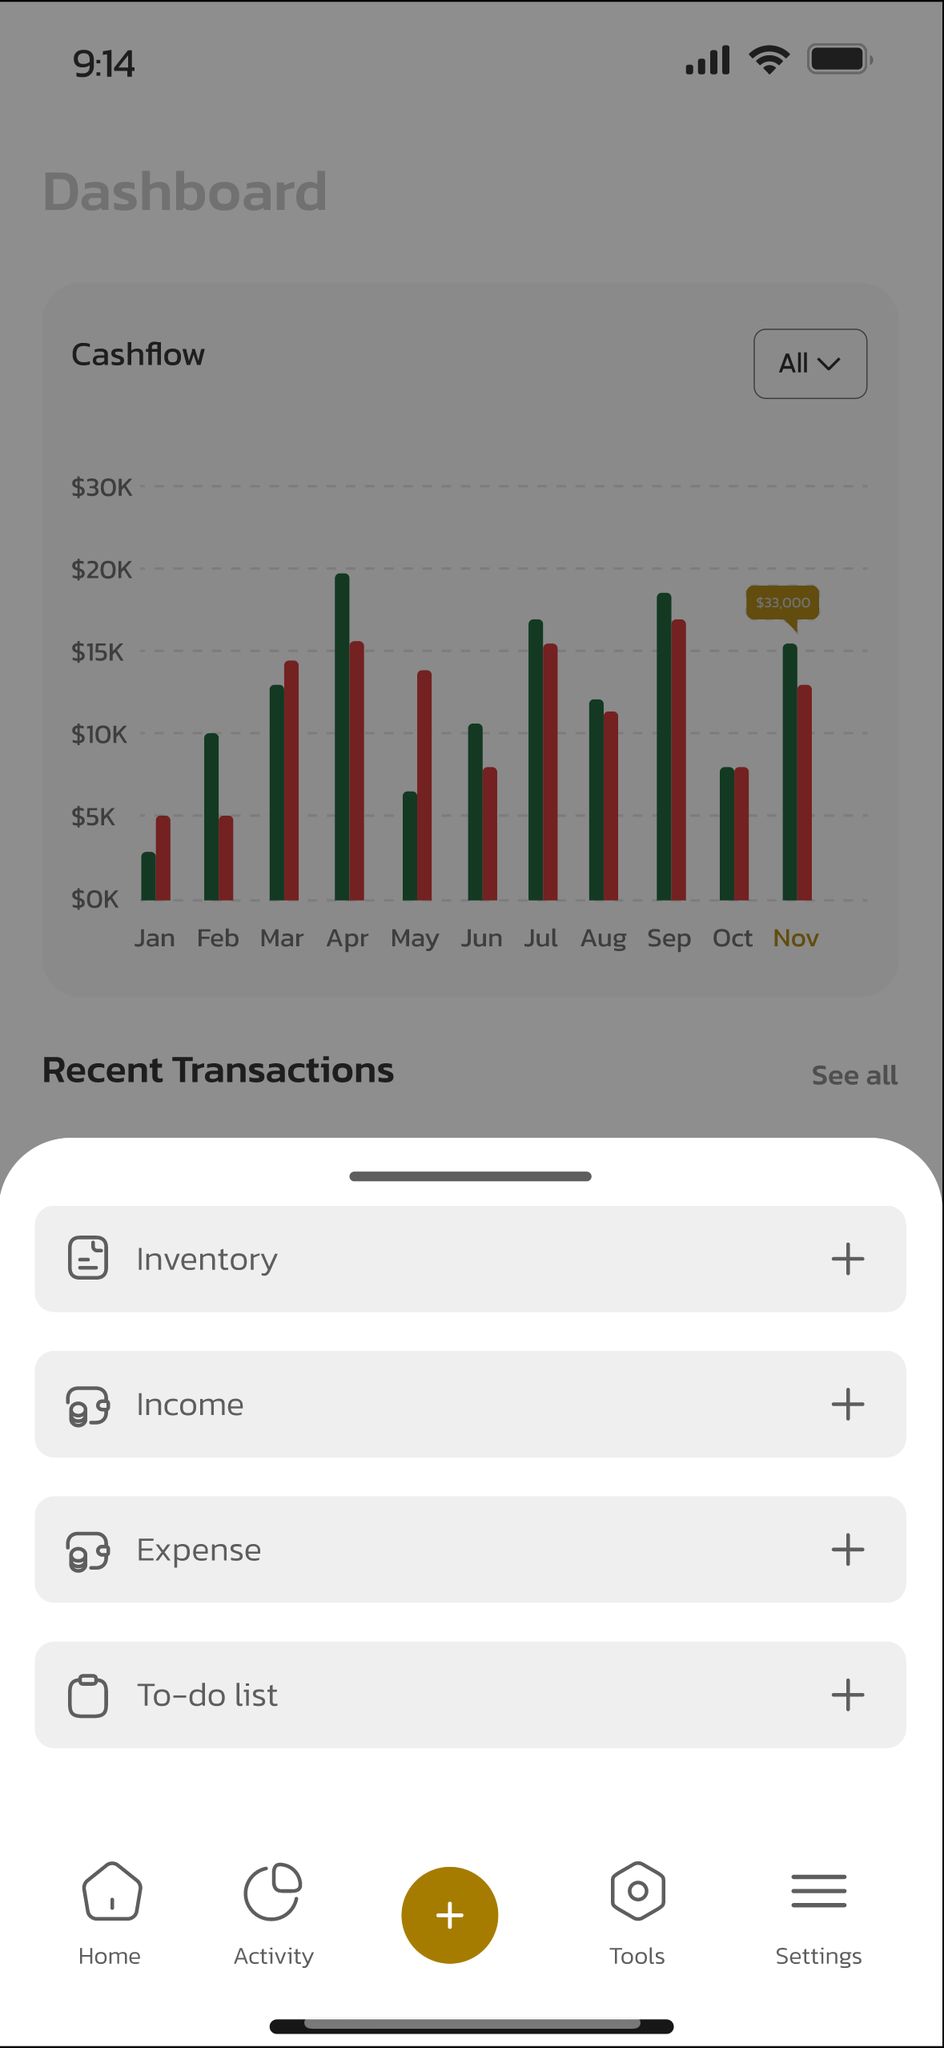 9:14
Dashboard
Cashflow
All
$30K
$20K
$33,000
$15K
$10K
$5K
$0K
Jan Feb Mar Apr May Jun Jul Aug Sep Oct Nov
Recent Transactions
See all
Inventory
Income
Expense
To-do list
Home Activity Tools Settings